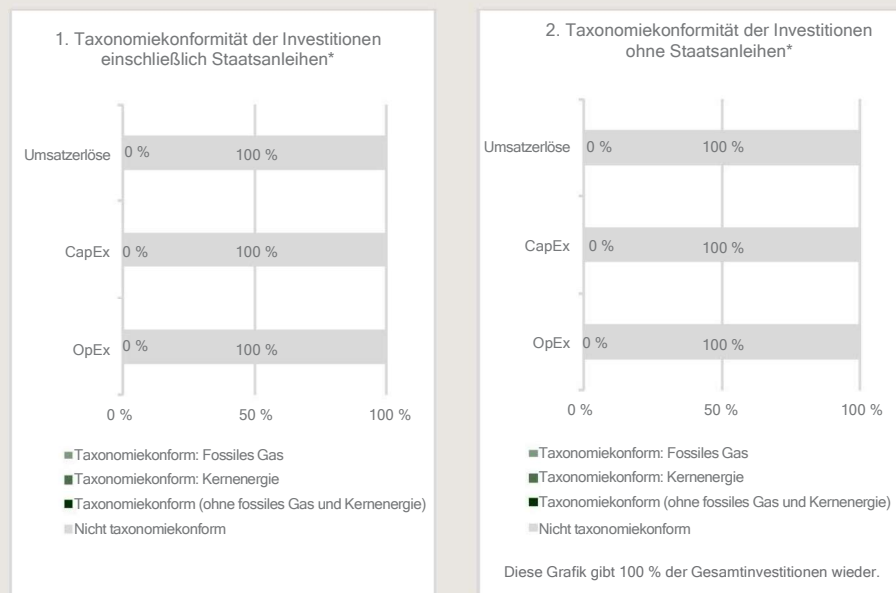 1. Taxonomiekonformität der Investitionen
einschließlich Staatsanleihen*
Umsatzerlöse 0 % 100 %
CapEx 0 % 100 %
OpEx 0 % 100 %
0 % 50 % 100 %
Taxonomiekonform: Fossiles Gas
Taxonomiekonform: Kernenergie
Taxonomiekonform (ohne fossiles Gas und Kernenergie)
Nicht taxonomiekonform
2. Taxonomiekonformität der Investitionen
ohne Staatsanleihen*
Umsatzerlöse 0 % 100 %
CapEx 0 % 100 %
OpEx 0 % 100 %
0 % 50 % 100 %
Taxonomiekonform: Fossiles Gas
Taxonomiekonform: Kernenergie
Taxonomiekonform (ohne fossiles Gas und Kernenergie)
Nicht taxonomiekonform
Diese Grafik gibt 100 % der Gesamtinvestitionen wieder.